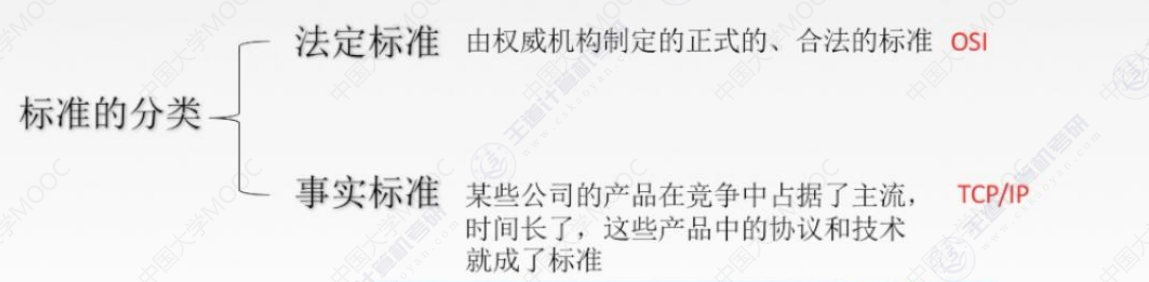 法定标准 由权威机构制定的正式的、合法的标准 OSI
标准的分类
事实标准 某些公司的产品在竞争中占据了主流， TCP/IP
时间长了，这些产品中的协议和技术
就成了标准
中国大学MOOC
王道计算机考研
www.cskaoyan.com